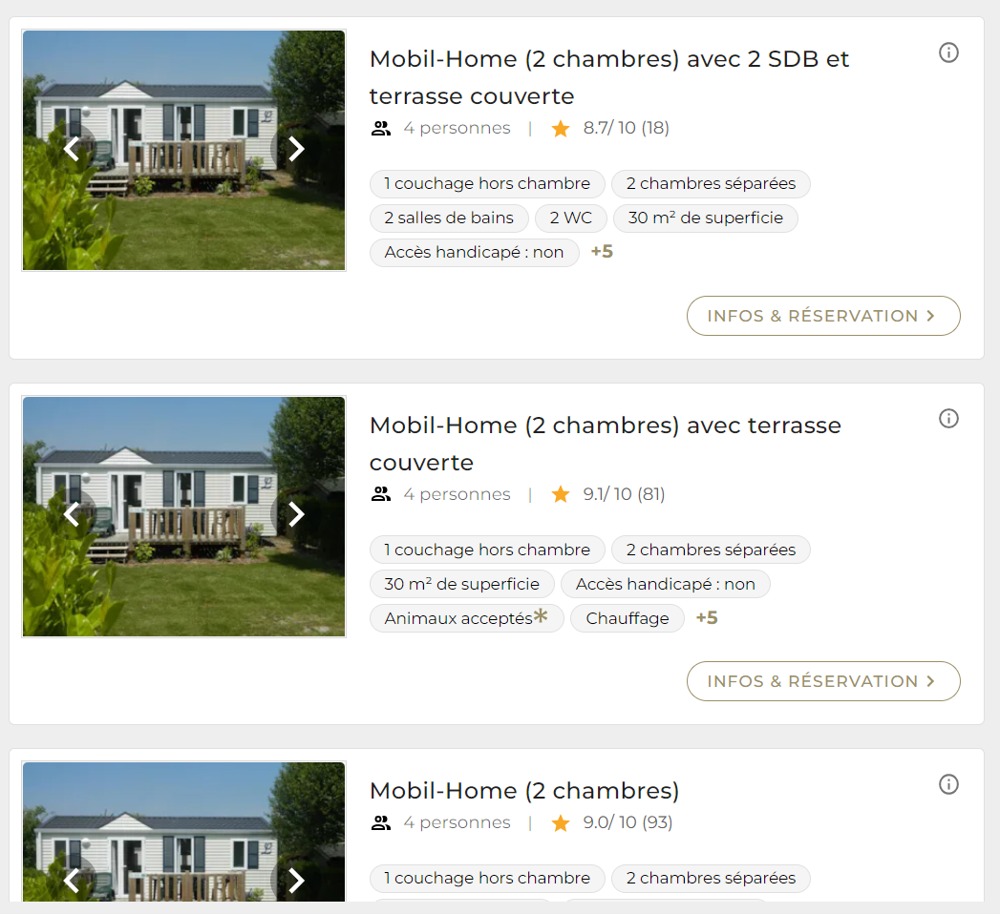 Mobil-Home (2 chambres) avec 2 SDB et
terrasse couverte
4 personnes | 8.7/ 10 (18)
1 couchage hors chambre 2 chambres séparées
2 salles de bains 2 WC 30 m² de superficie
Accès handicapé : non +5
INFOS & RÉSERVATION >
Mobil-Home (2 chambres) avec terrasse
couverte
4 personnes | 9.1/ 10 (81)
1 couchage hors chambre 2 chambres séparées
30 m² de superficie Accès handicapé : non
Animaux acceptés* Chauffage +5
INFOS & RÉSERVATION >
Mobil-Home (2 chambres)
4 personnes | 9.0/ 10 (93)
1 couchage hors chambre 2 chambres séparées